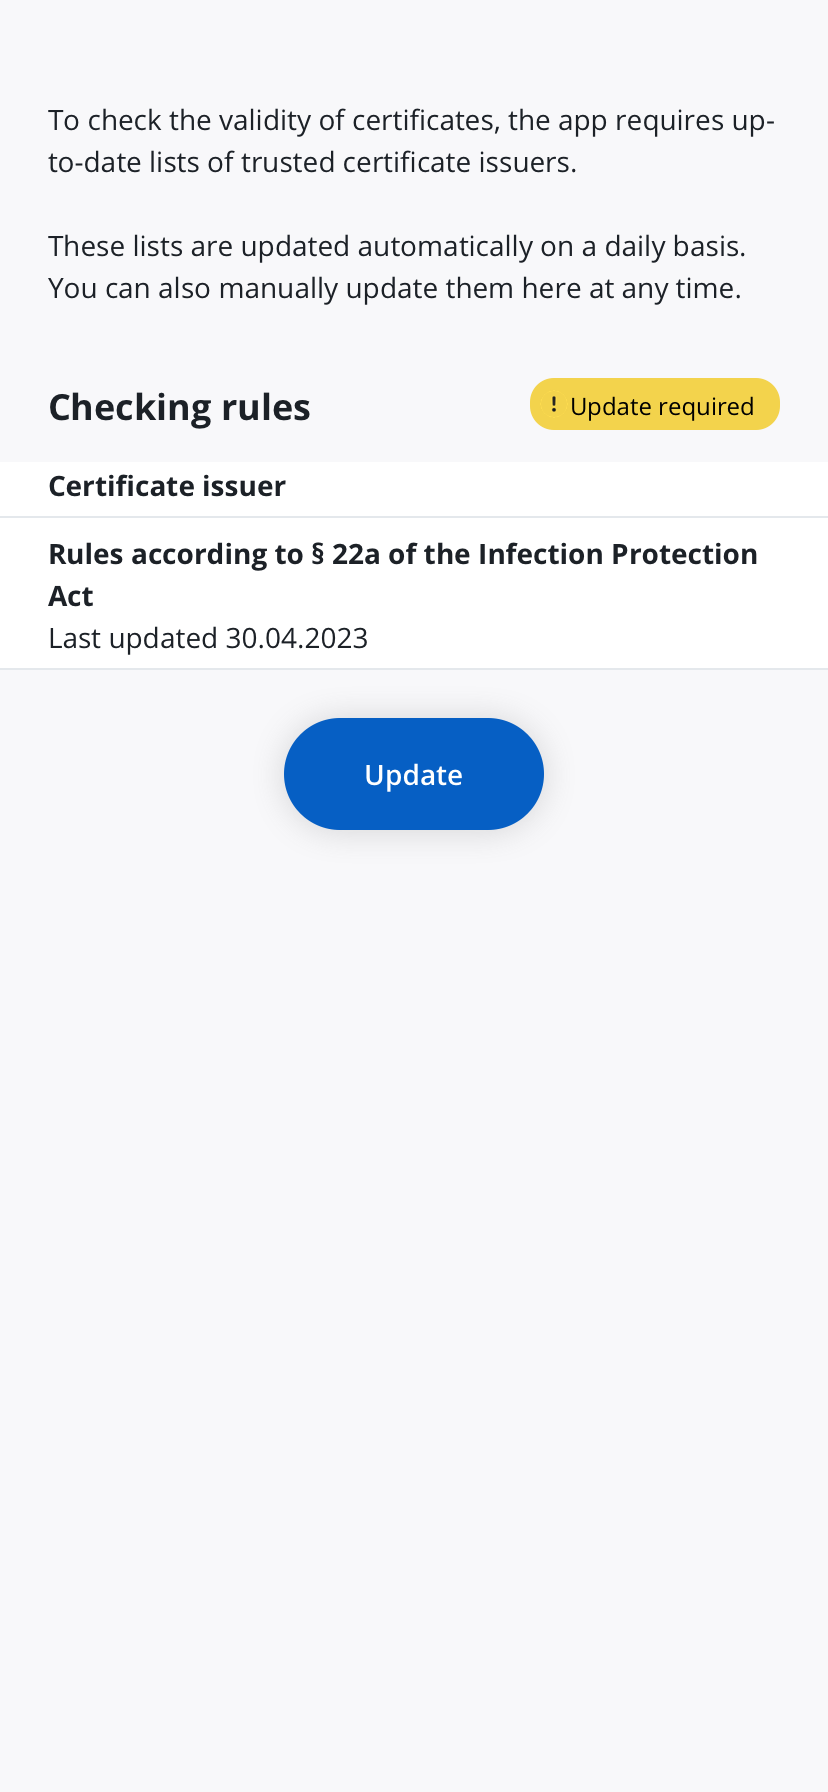 To check the validity of certificates, the app requires up-
to-date lists of trusted certificate issuers.
These lists are updated automatically on a daily basis.
You can also manually update them here at any time.
Checking rules
! Update required
Certificate issuer
Rules according to § 22a of the Infection Protection
Act
Last updated 30.04.2023
Update